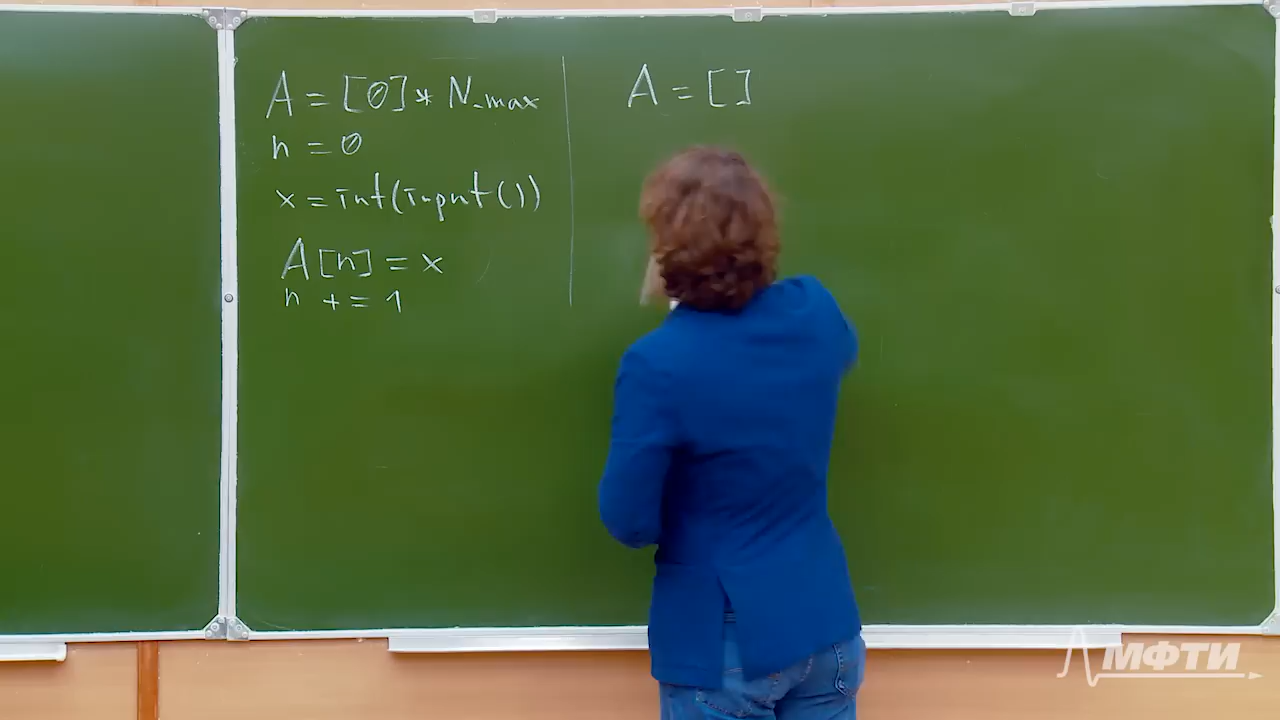 A = [0] * N_max
n = 0
x = int(input())
A[n] = x
n += 1
A = []
МФТИ